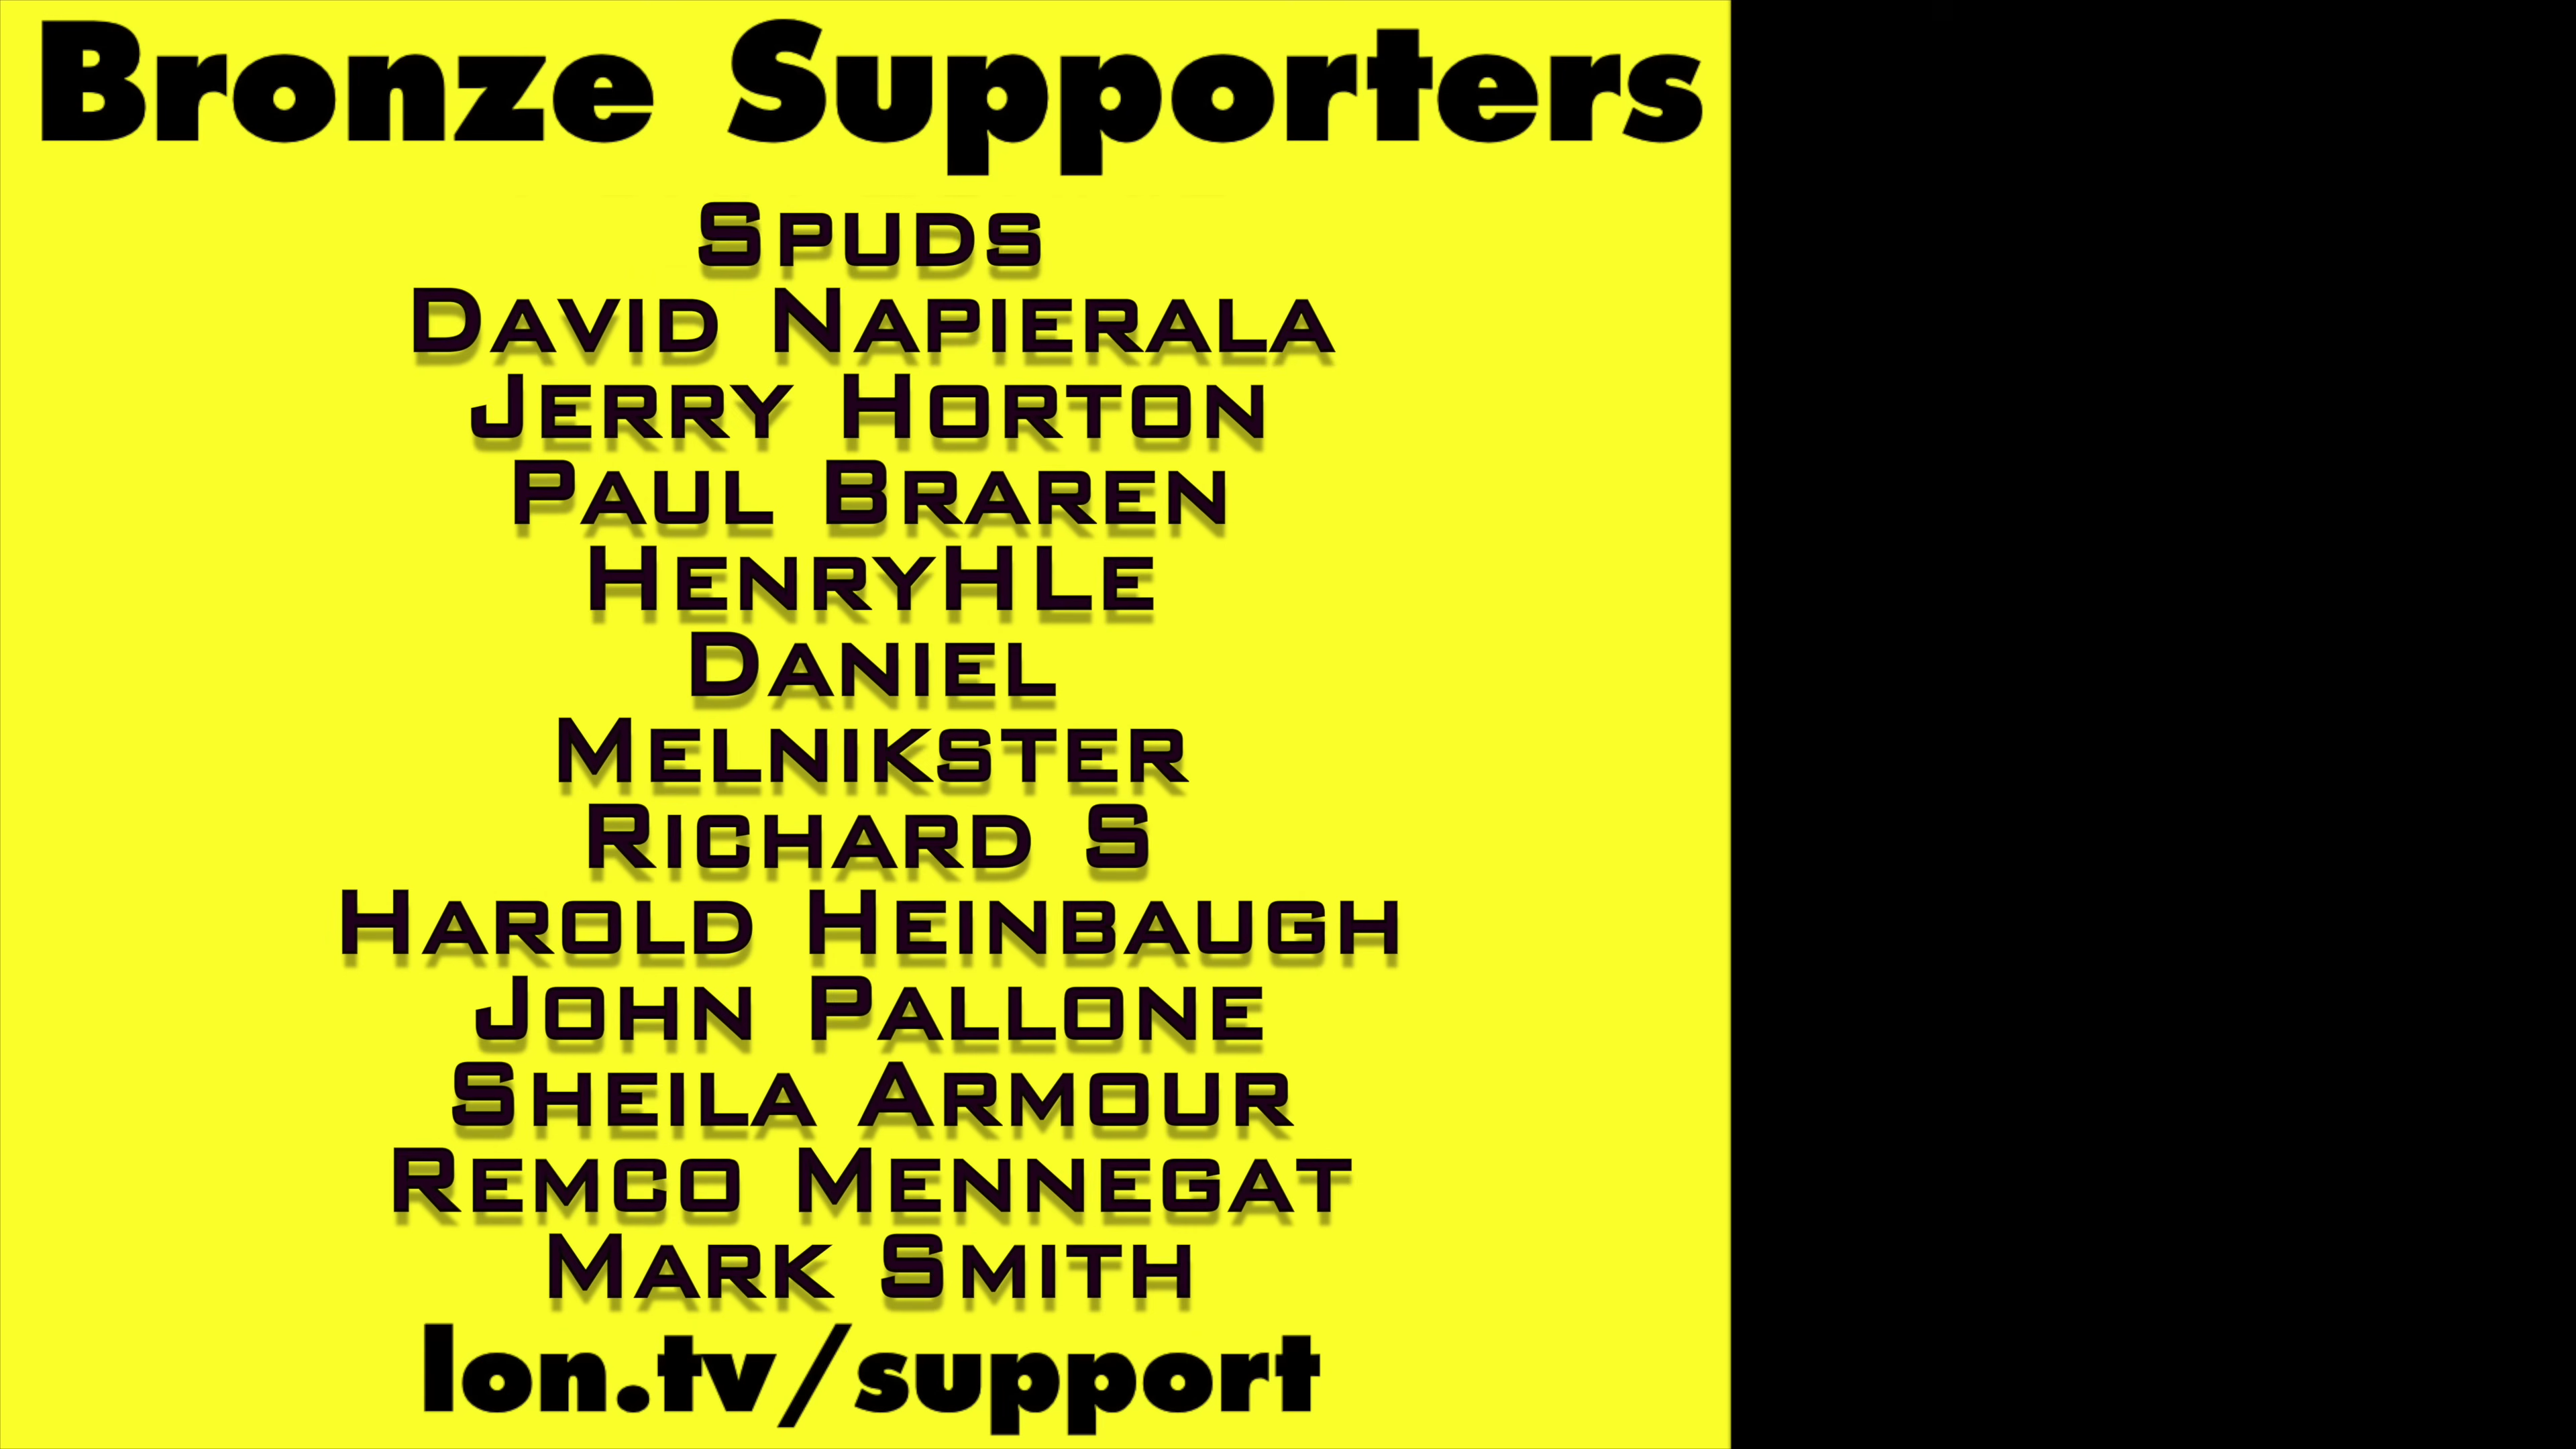 Bronze Supporters
Spuds
David Napierala
Jerry Horton
Paul Braren
HenryHLe
Daniel
Melnikster
Richard S
Harold Heinbaugh
John Pallone
Sheila Armour
Remco Mennegat
Mark Smith
lon.tv/support